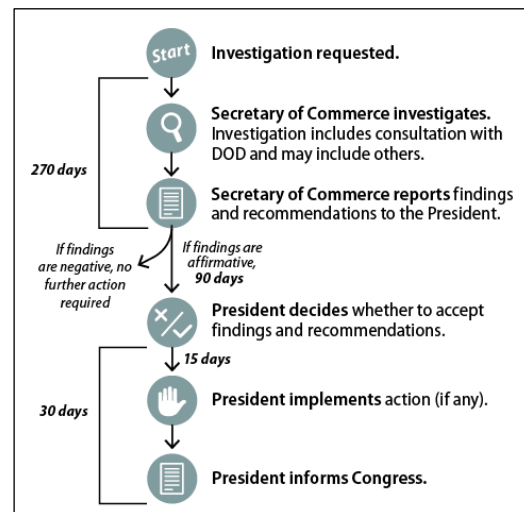 Start
Investigation requested.
Secretary of Commerce investigates.
Investigation includes consultation with
DOD and may include others.
270 days
Secretary of Commerce reports findings
and recommendations to the President.
If findings
are negative, no
further action
required
If findings are
affirmative,
90 days
President decides whether to accept
findings and recommendations.
15 days
30 days
President implements action (if any).
President informs Congress.